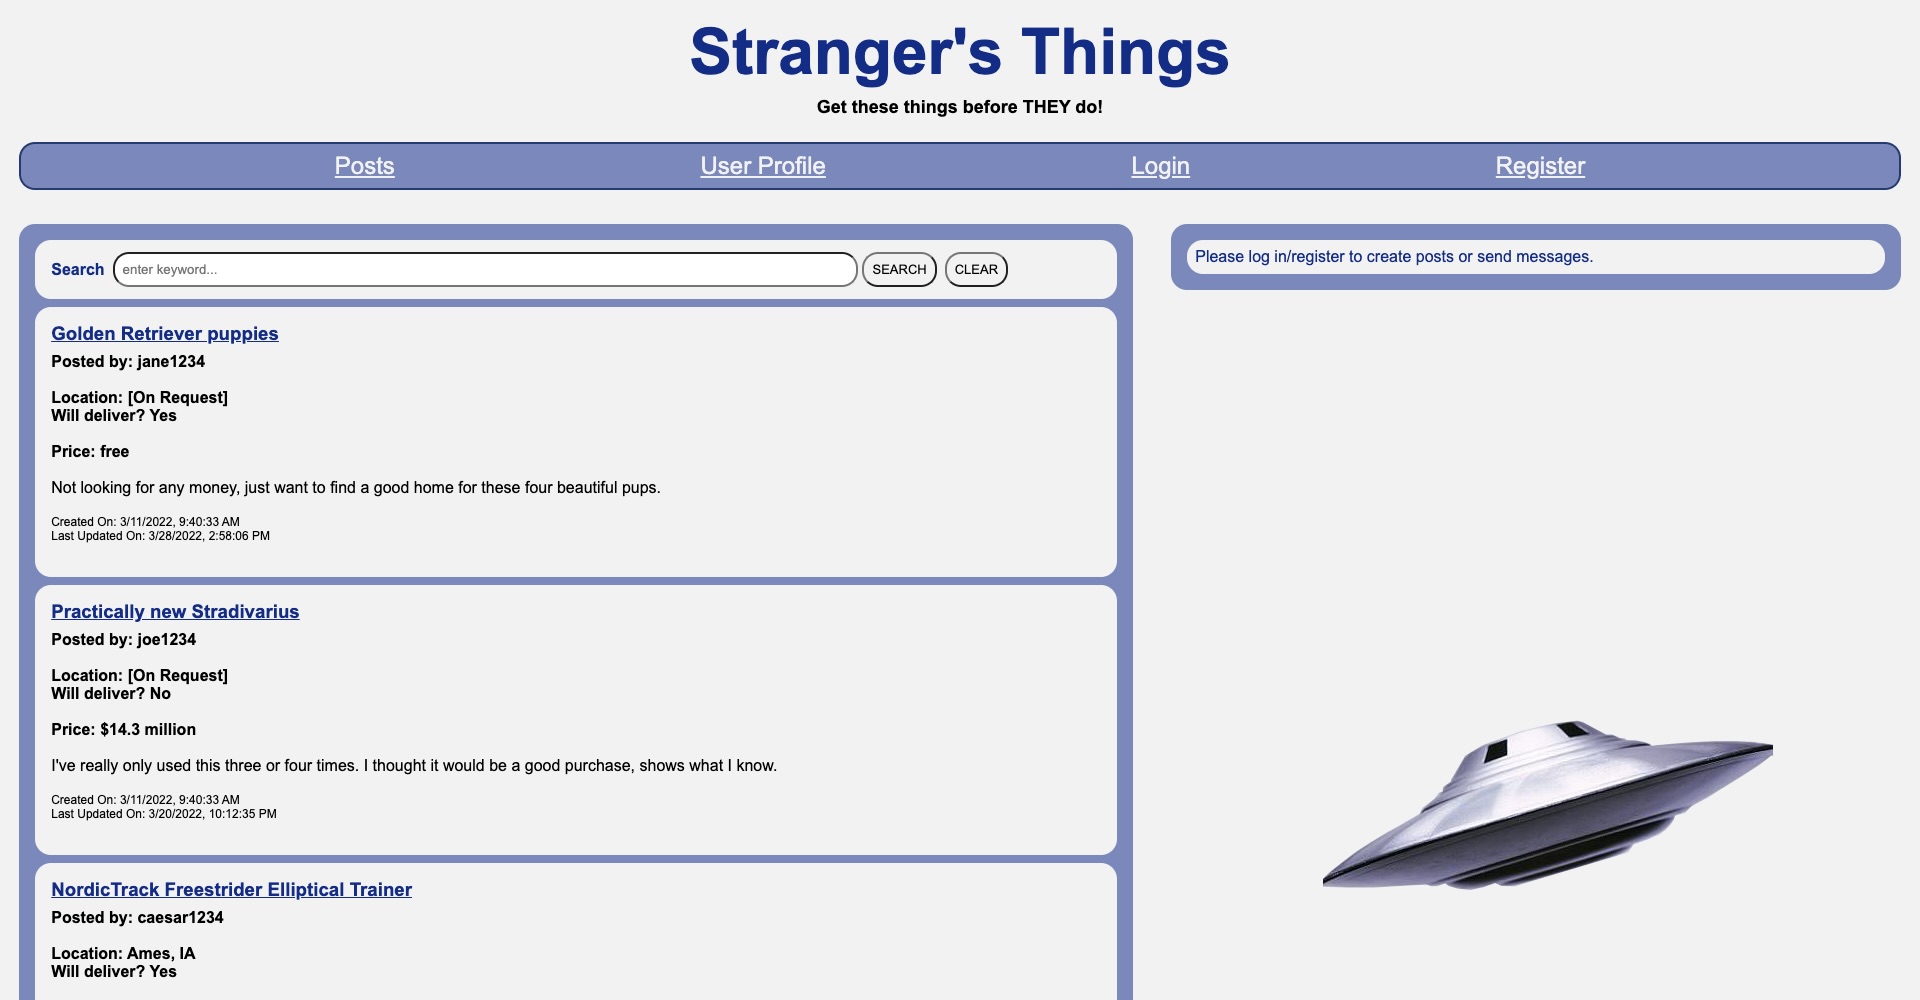 Stranger's Things
Get these things before THEY do!
Posts User Profile Login Register
Search enter keyword... SEARCH CLEAR
Please log in/register to create posts or send messages.
Golden Retriever puppies
Posted by: jane1234
Location: [On Request]
Will deliver? Yes
Price: free
Not looking for any money, just want to find a good home for these four beautiful pups.
Created On: 3/11/2022, 9:40:33 AM
Last Updated On: 3/28/2022, 2:58:06 PM
Practically new Stradivarius
Posted by: joe1234
Location: [On Request]
Will deliver? No
Price: $14.3 million
I've really only used this three or four times. I thought it would be a good purchase, shows what I know.
Created On: 3/11/2022, 9:40:33 AM
Last Updated On: 3/20/2022, 10:12:35 PM
NordicTrack Freestrider Elliptical Trainer
Posted by: caesar1234
Location: Ames, IA
Will deliver? Yes